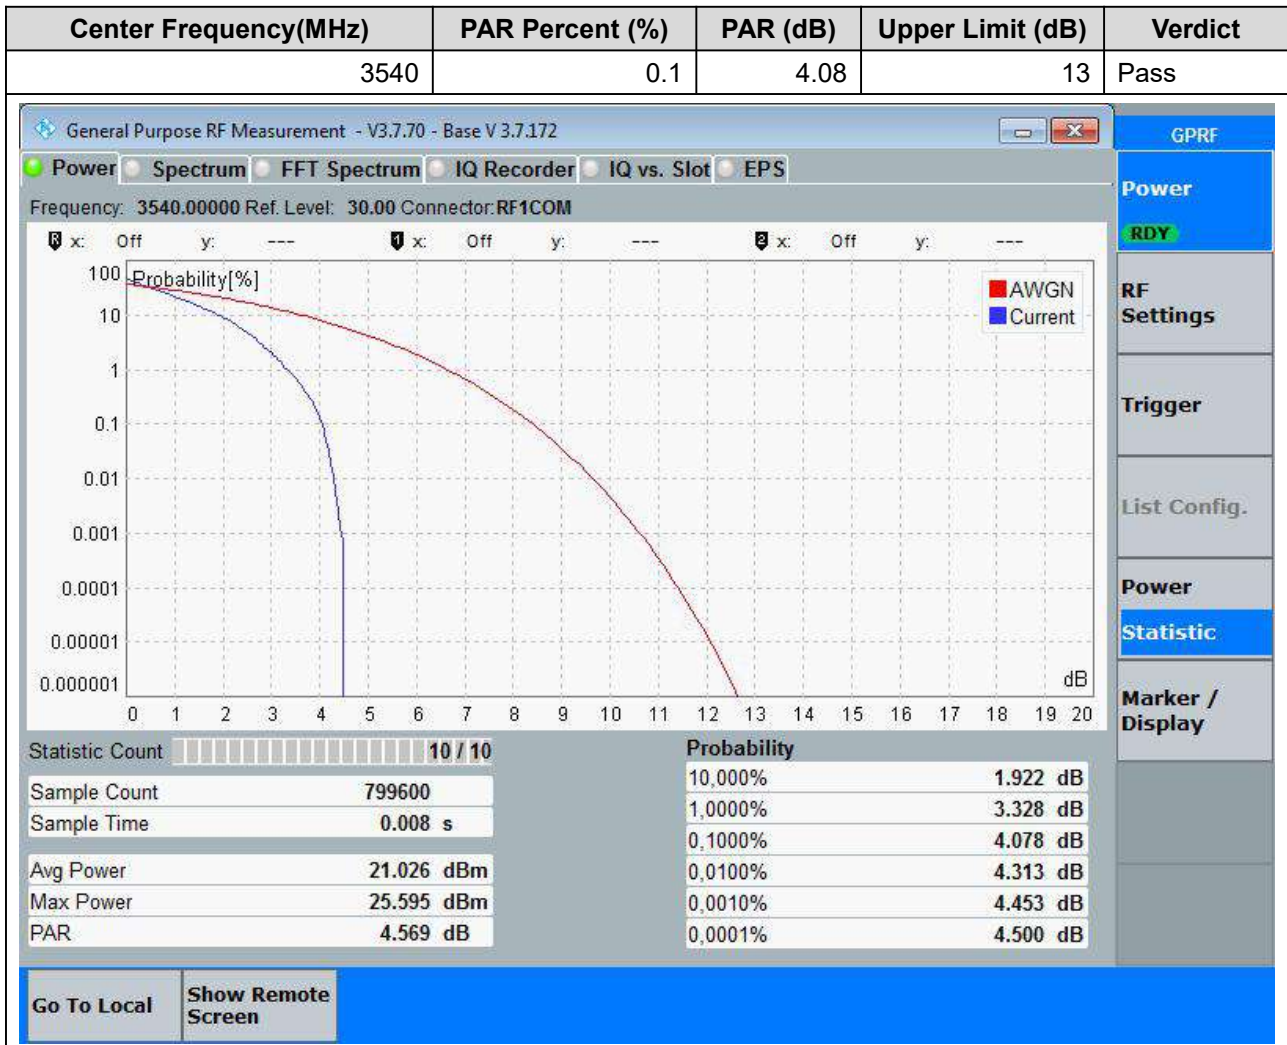 Center Frequency(MHz) PAR Percent (%) PAR (dB) Upper Limit (dB) Verdict
3540 0.1 4.08 13 Pass
General Purpose RF Measurement - V3.7.70 - Base V 3.7.172
GPRF
Power Spectrum FFT Spectrum IQ Recorder IQ vs. Slot EPS
Frequency: 3540.00000 Ref. Level: 30.00 Connector: RF1COM
R x: Off y: --- 1 x: Off y: --- 2 x: Off y: ---
Probability[%]
AWGN
Current
100
10
1
0.1
0.01
0.001
0.0001
0.00001
0.000001
dB
0 1 2 3 4 5 6 7 8 9 10 11 12 13 14 15 16 17 18 19 20
Statistic Count 10 / 10
Sample Count 799600
Sample Time 0.008 s
Avg Power 21.026 dBm
Max Power 25.595 dBm
PAR 4.569 dB
Probability
10,000% 1.922 dB
1,0000% 3.328 dB
0,1000% 4.078 dB
0,0100% 4.313 dB
0,0010% 4.453 dB
0,0001% 4.500 dB
Power
RDY
RF
Settings
Trigger
List Config.
Power
Statistic
Marker /
Display
Go To Local
Show Remote
Screen